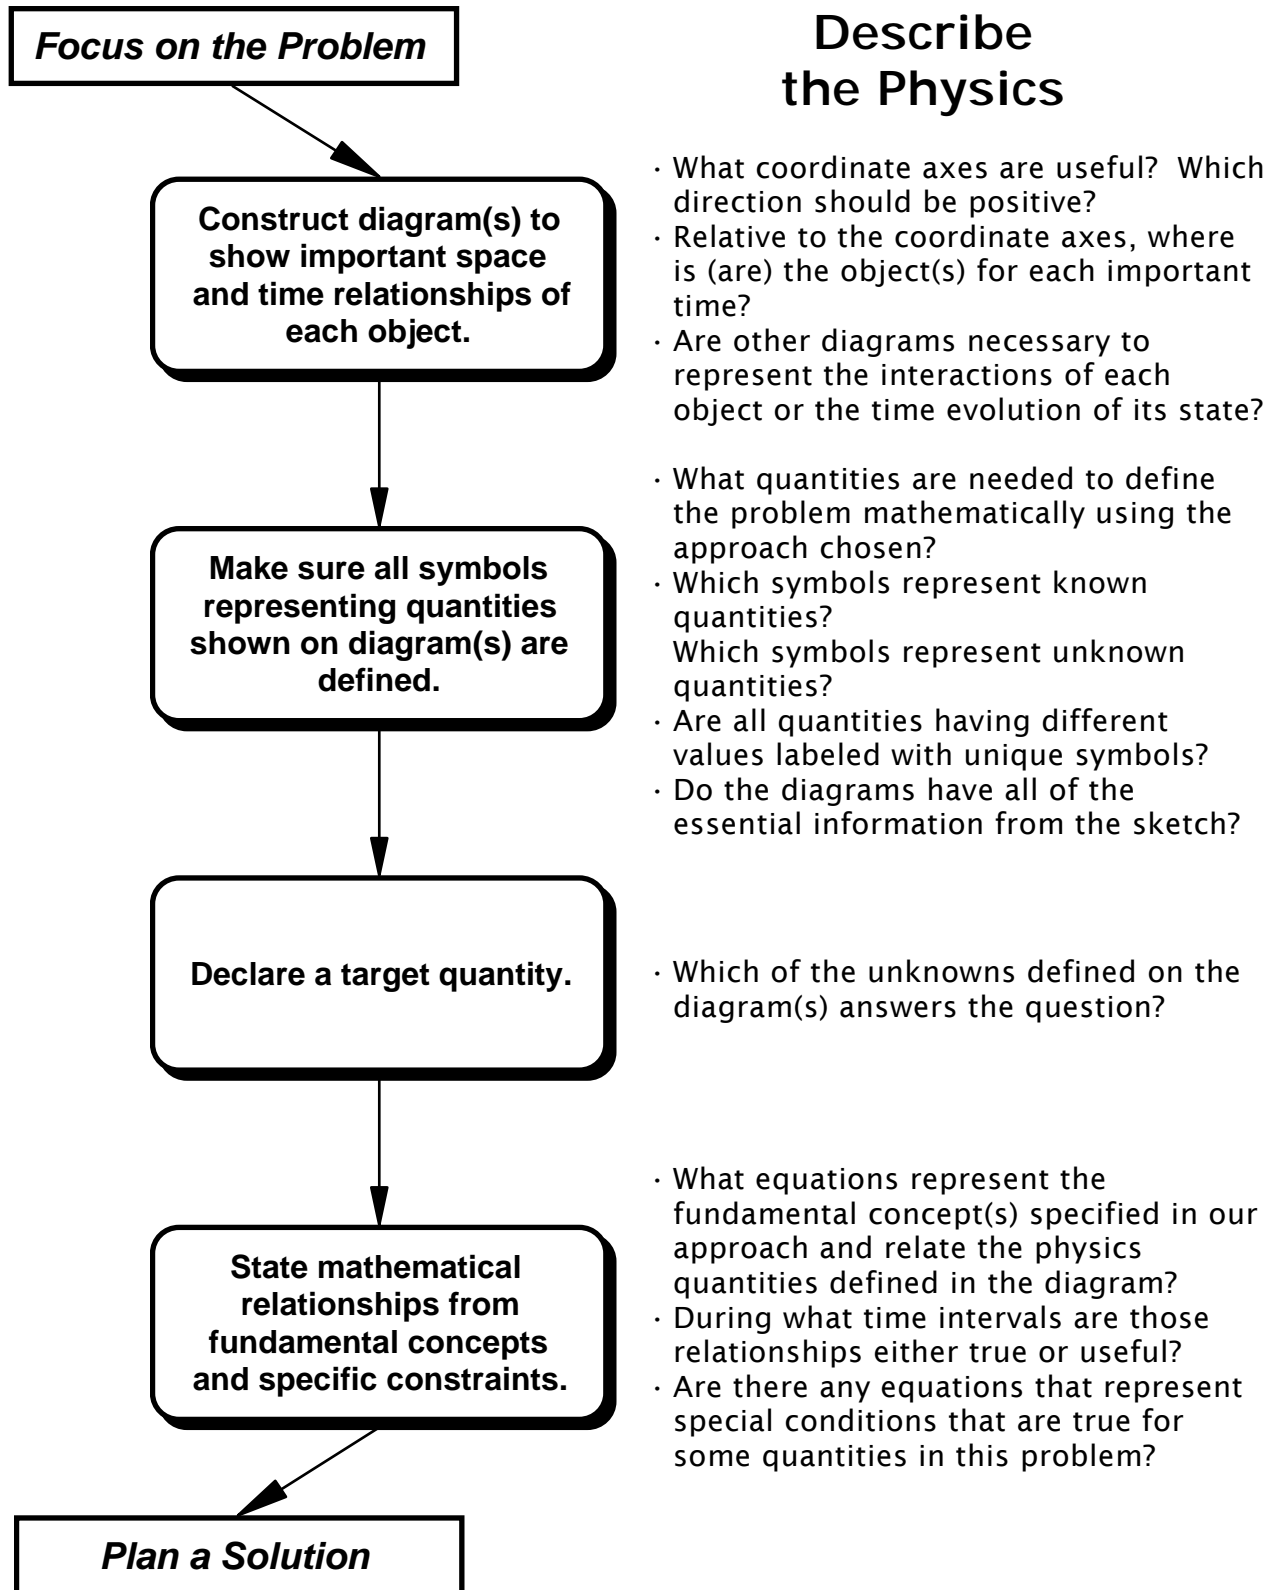 Focus on the Problem
Describe
the Physics
Construct diagram(s) to
show important space
and time relationships of
each object.
· What coordinate axes are useful?  Which
direction should be positive?
· Relative to the coordinate axes, where
is (are) the object(s) for each important
time?
· Are other diagrams necessary to
represent the interactions of each
object or the time evolution of its state?
Make sure all symbols
representing quantities
shown on diagram(s) are
defined.
· What quantities are needed to define
the problem mathematically using the
approach chosen?
· Which symbols represent known
quantities?
Which symbols represent unknown
quantities?
· Are all quantities having different
values labeled with unique symbols?
· Do the diagrams have all of the
essential information from the sketch?
Declare a target quantity.
· Which of the unknowns defined on the
diagram(s) answers the question?
State mathematical
relationships from
fundamental concepts
and specific constraints.
· What equations represent the
fundamental concept(s) specified in our
approach and relate the physics
quantities defined in the diagram?
· During what time intervals are those
relationships either true or useful?
· Are there any equations that represent
special conditions that are true for
some quantities in this problem?
Plan a Solution